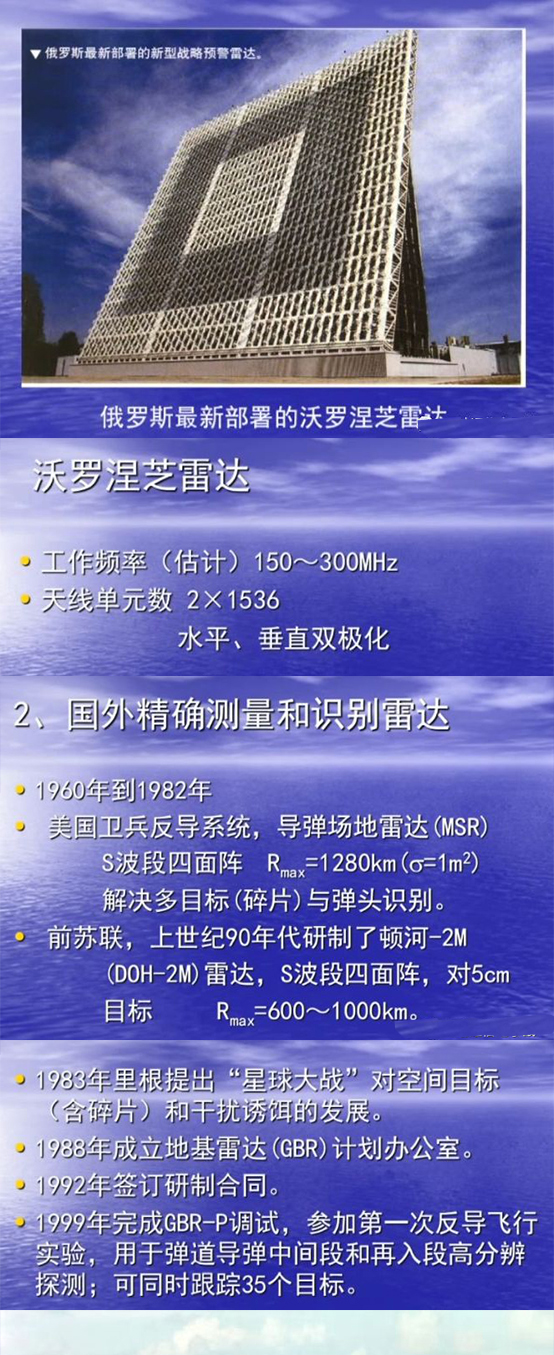 ▼俄罗斯最新部署的新型战略预警雷达。
俄罗斯最新部署的沃罗涅芝雷达
沃罗涅芝雷达
• 工作频率（估计）150～300MHz
• 天线单元数 2×1536
水平、垂直双极化
2、国外精确测量和识别雷达
• 1960年到1982年
• 美国卫兵反导系统，导弹场地雷达(MSR)
S波段四面阵 Rmax=1280km(σ=1m²)
解决多目标(碎片)与弹头识别。
• 前苏联，上世纪90年代研制了顿河-2M
(DOH-2M)雷达，S波段四面阵，对5cm
目标 Rmax=600～1000km。
• 1983年里根提出“星球大战”对空间目标
（含碎片）和干扰诱饵的发展。
• 1988年成立地基雷达(GBR)计划办公室。
• 1992年签订研制合同。
• 1999年完成GBR-P调试，参加第一次反导飞行
实验，用于弹道导弹中间段和再入段高分辨
探测；可同时跟踪35个目标。